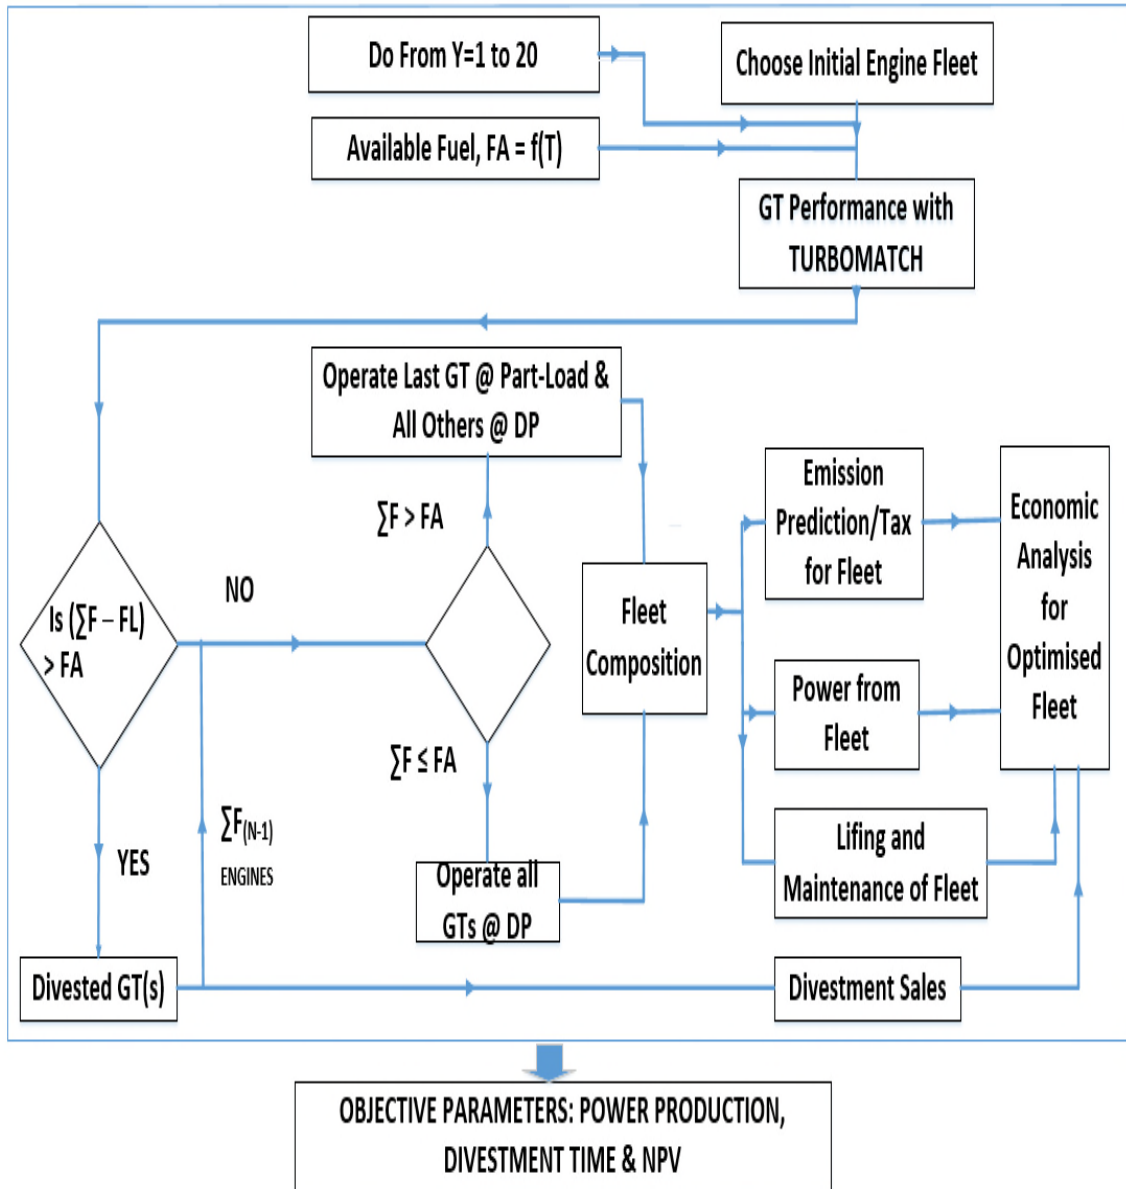 Do From Y=1 to 20
Choose Initial Engine Fleet
Available Fuel, FA = f(T)
GT Performance with
TURBOMATCH
Operate Last GT @ Part-Load &
All Others @ DP
∑F > FA
Is (∑F – FL)
> FA
NO
∑F ≤ FA
YES
∑F(N-1)
ENGINES
Operate all
GTs @ DP
Fleet
Composition
Emission
Prediction/Tax
for Fleet
Power from
Fleet
Lifing and
Maintenance of Fleet
Economic
Analysis
for
Optimised
Fleet
Divested GT(s)
Divestment Sales
OBJECTIVE PARAMETERS: POWER PRODUCTION,
DIVESTMENT TIME & NPV